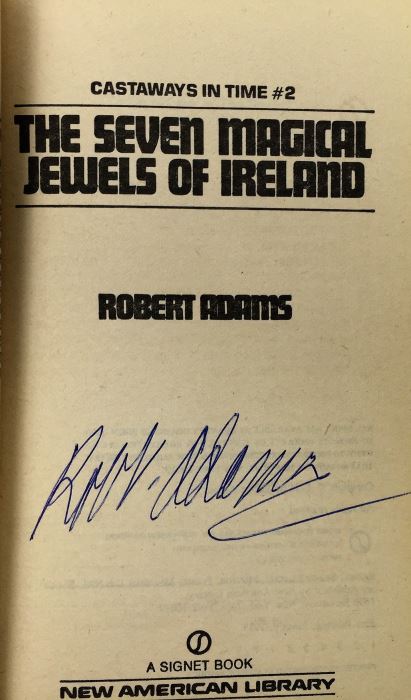 CASTAWAYS IN TIME #2
THE SEVEN MAGICAL
JEWELS OF IRELAND
ROBERT ADAMS
Robt. Adams
A SIGNET BOOK
NEW AMERICAN LIBRARY